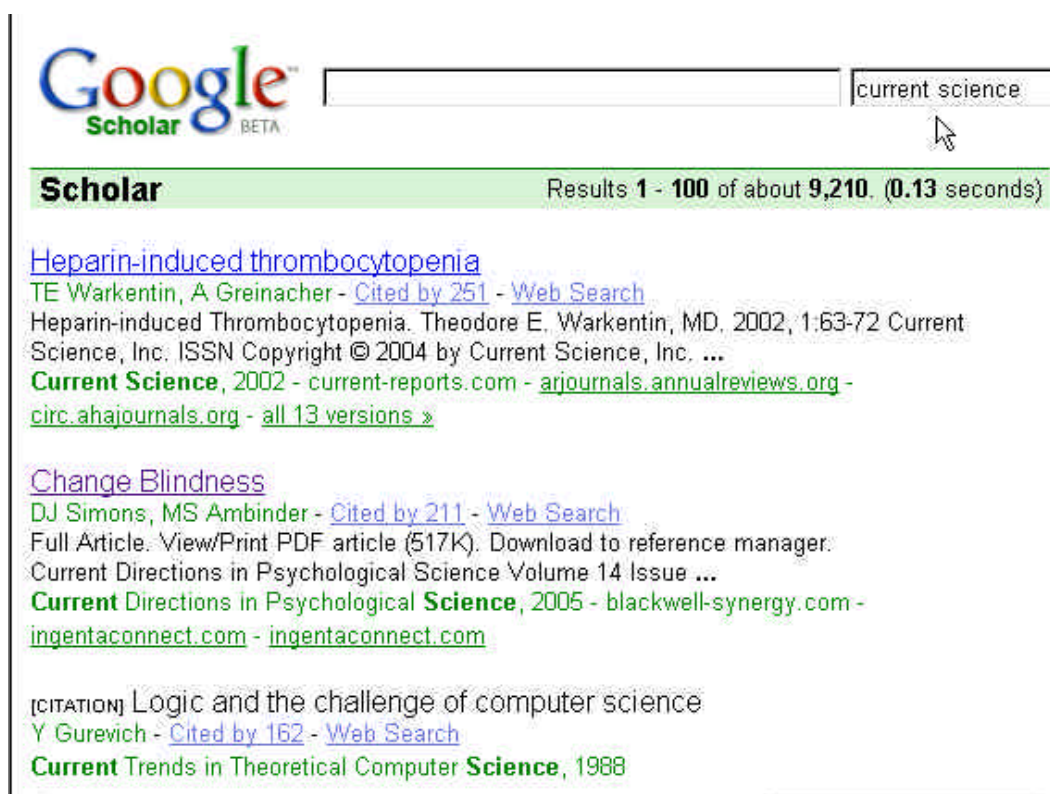 Google™
Scholar BETA
current science
Scholar Results 1 - 100 of about 9,210. (0.13 seconds)
Heparin-induced thrombocytopenia
TE Warkentin, A Greinacher - Cited by 251 - Web Search
Heparin-induced Thrombocytopenia. Theodore E. Warkentin, MD. 2002, 1:63-72 Current
Science, Inc. ISSN Copyright © 2004 by Current Science, Inc. ...
Current Science, 2002 - current-reports.com - arjournals.annualreviews.org -
circ.ahajournals.org - all 13 versions »
Change Blindness
DJ Simons, MS Ambinder - Cited by 211 - Web Search
Full Article. View/Print PDF article (517K). Download to reference manager.
Current Directions in Psychological Science Volume 14 Issue ...
Current Directions in Psychological Science, 2005 - blackwell-synergy.com -
ingentaconnect.com - ingentaconnect.com
[CITATION] Logic and the challenge of computer science
Y Gurevich - Cited by 162 - Web Search
Current Trends in Theoretical Computer Science, 1988